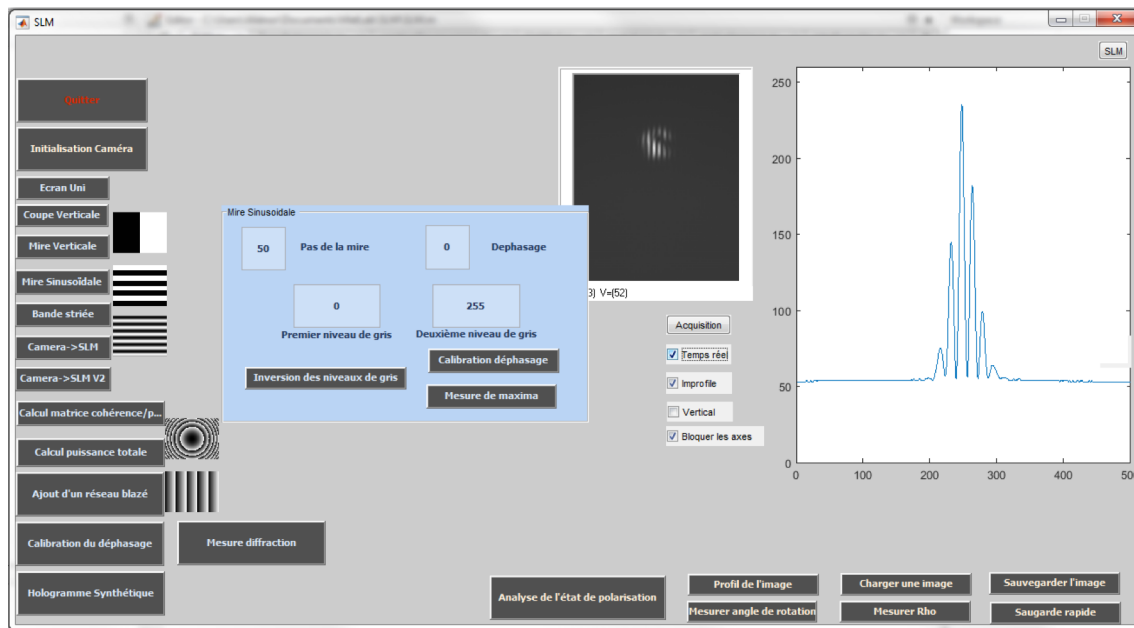 SLM
SLM
Quitter
Initialisation Caméra
Ecran Uni
Coupe Verticale
Mire Verticale
Mire Sinusoïdale
Bande striée
Camera->SLM
Camera->SLM V2
Calcul matrice cohérence/p...
Calcul puissance totale
Ajout d'un réseau blazé
Calibration du déphasage
Hologramme Synthétique
Mesure diffraction
Mire Sinusoidale
50 Pas de la mire 0 Dephasage
0 255
Premier niveau de gris Deuxième niveau de gris
Calibration déphasage
Inversion des niveaux de gris
Mesure de maxima
3) V=(52)
Acquisition
Temps réel
Improfile
Vertical
Bloquer les axes
250
200
150
100
50
0
0 100 200 300 400 500
Analyse de l'état de polarisation
Profil de l'image Charger une image Sauvegarder l'image
Mesurer angle de rotation Mesurer Rho Saugarde rapide